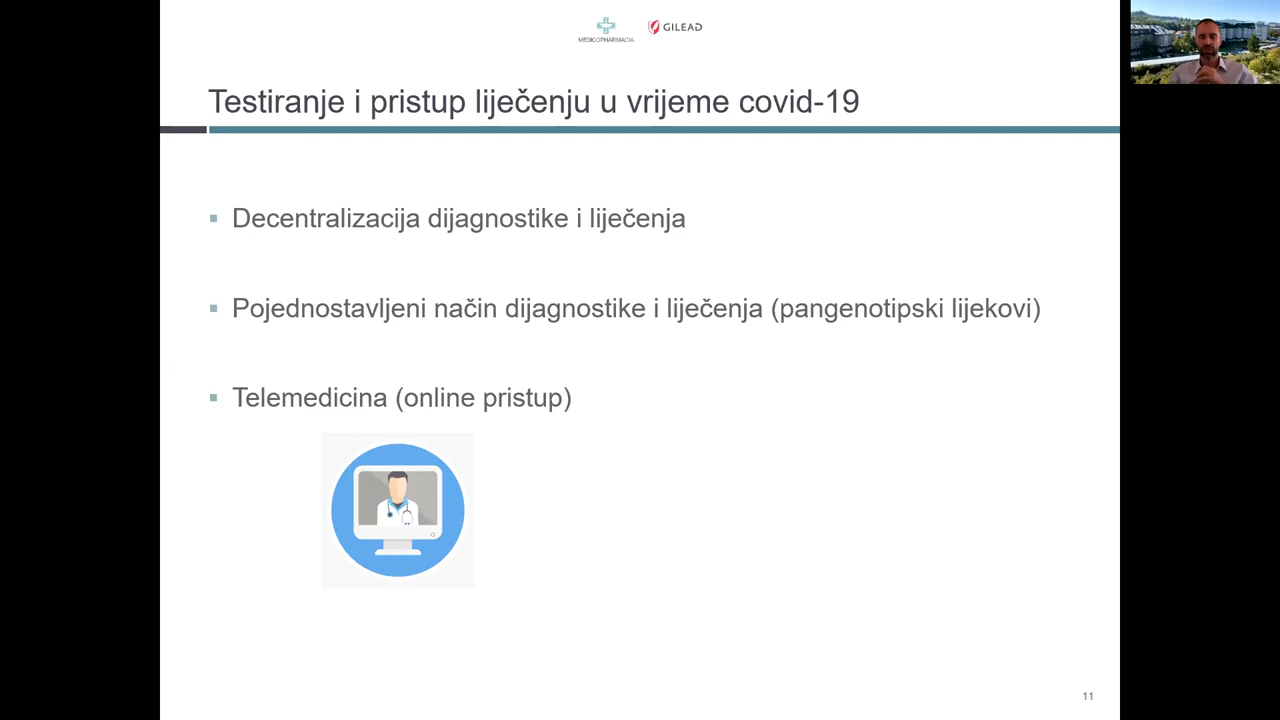 MEDICOPHARMACIA
GILEAD
Testiranje i pristup liječenju u vrijeme covid-19
Decentralizacija dijagnostike i liječenja
Pojednostavljeni način dijagnostike i liječenja (pangenotipski lijekovi)
Telemedicina (online pristup)
11